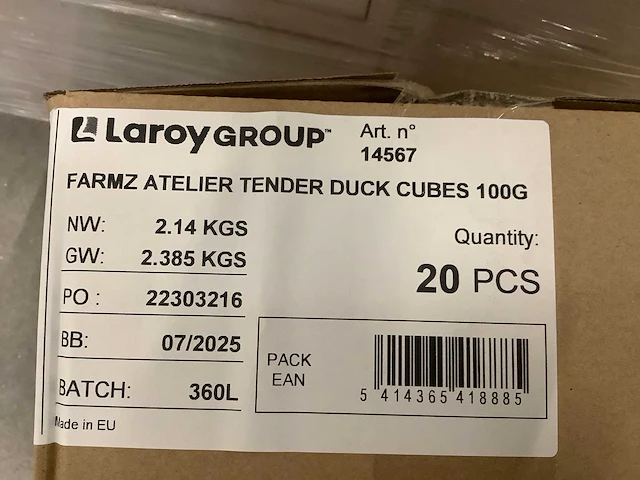 LaroyGROUP™
Art. n°
14567
FARMZ ATELIER TENDER DUCK CUBES 100G
NW: 2.14 KGS
GW: 2.385 KGS
Quantity:
20 PCS
PO : 22303216
BB: 07/2025
BATCH: 360L
PACK
EAN
5 414365 418885
Made in EU